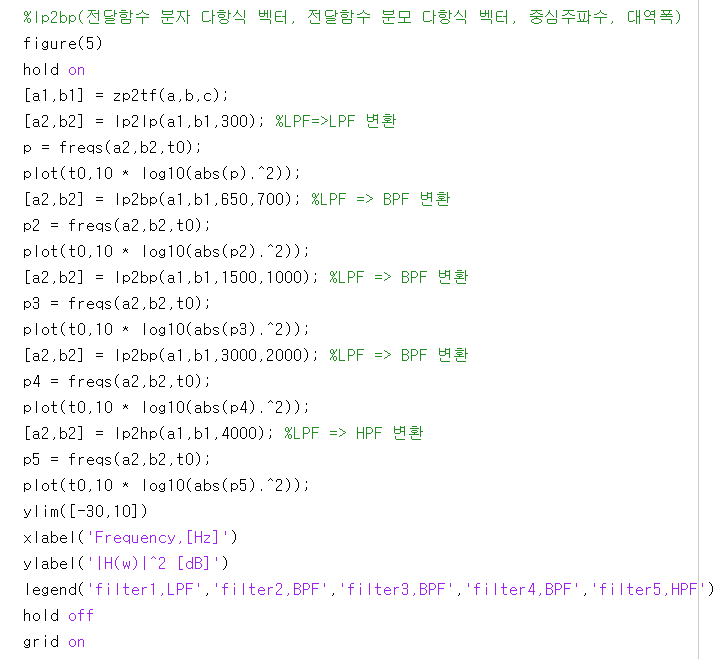 %lp2bp(전달함수 분자 다항식 벡터, 전달함수 분모 다항식 벡터, 중심주파수, 대역폭)
figure(5)
hold on
[a1,b1] = zp2tf(a,b,c);
[a2,b2] = lp2lp(a1,b1,300); %LPF=>LPF 변환
p = freqs(a2,b2,t0);
plot(t0,10 * log10(abs(p).^2));
[a2,b2] = lp2bp(a1,b1,650,700); %LPF => BPF 변환
p2 = freqs(a2,b2,t0);
plot(t0,10 * log10(abs(p2).^2));
[a2,b2] = lp2bp(a1,b1,1500,1000); %LPF => BPF 변환
p3 = freqs(a2,b2,t0);
plot(t0,10 * log10(abs(p3).^2));
[a2,b2] = lp2bp(a1,b1,3000,2000); %LPF => BPF 변환
p4 = freqs(a2,b2,t0);
plot(t0,10 * log10(abs(p4).^2));
[a2,b2] = lp2hp(a1,b1,4000); %LPF => HPF 변환
p5 = freqs(a2,b2,t0);
plot(t0,10 * log10(abs(p5).^2));
ylim([-30,10])
xlabel('Frequency,[Hz]')
ylabel('|H(w)|^2 [dB]')
legend('filter1,LPF','filter2,BPF','filter3,BPF','filter4,BPF','filter5,HPF')
hold off
grid on